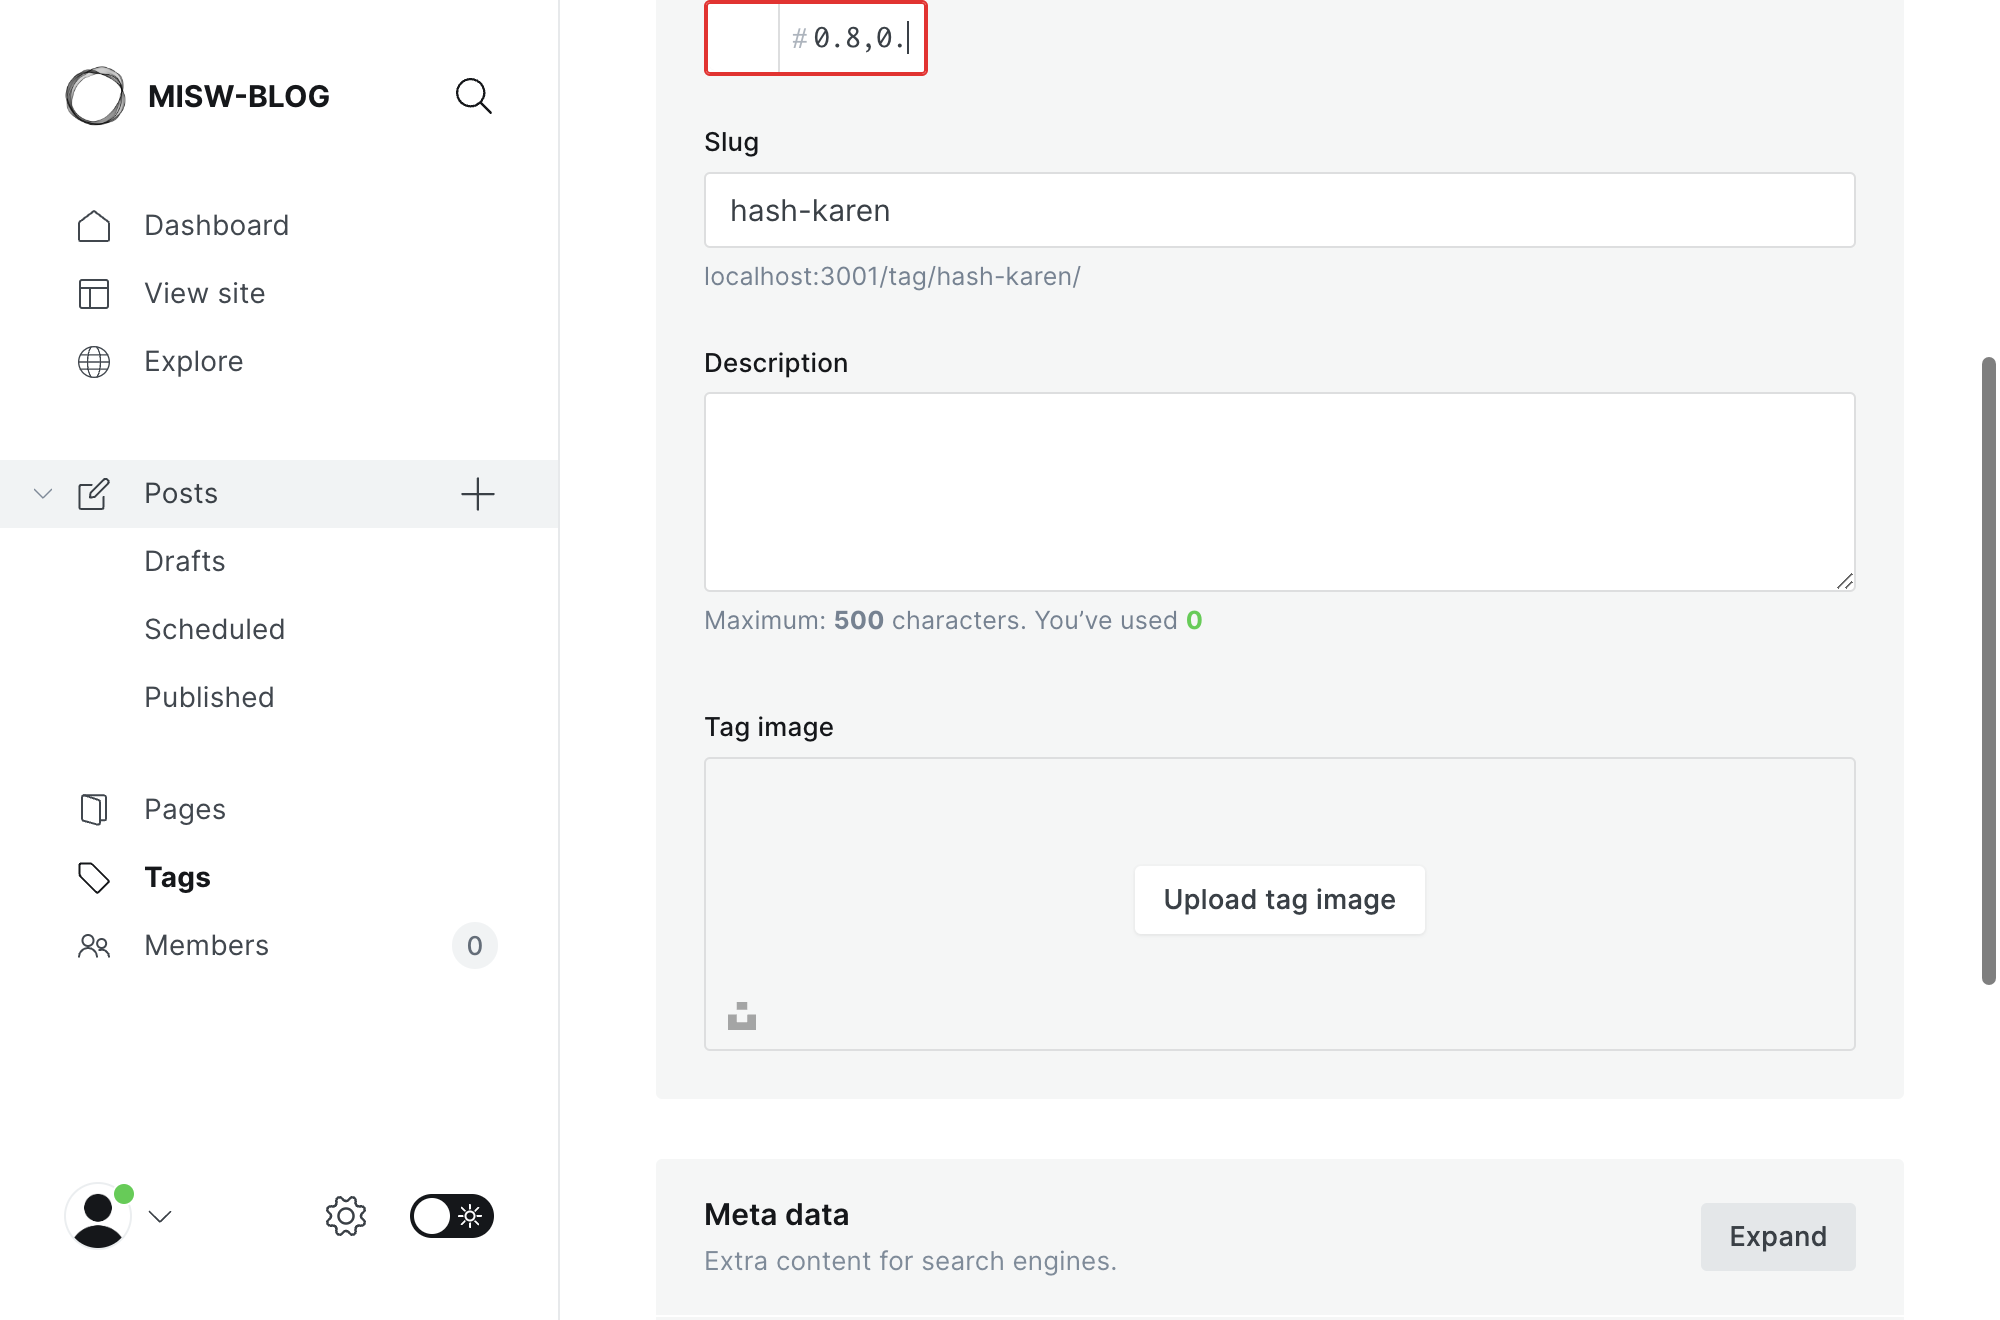 MISW-BLOG
Dashboard
View site
Explore
Posts
Drafts
Scheduled
Published
Pages
Tags
Members
0
#0.8,0.
Slug
hash-karen
localhost:3001/tag/hash-karen/
Description
Maximum: 500 characters. You’ve used 0
Tag image
Upload tag image
Meta data
Extra content for search engines.
Expand